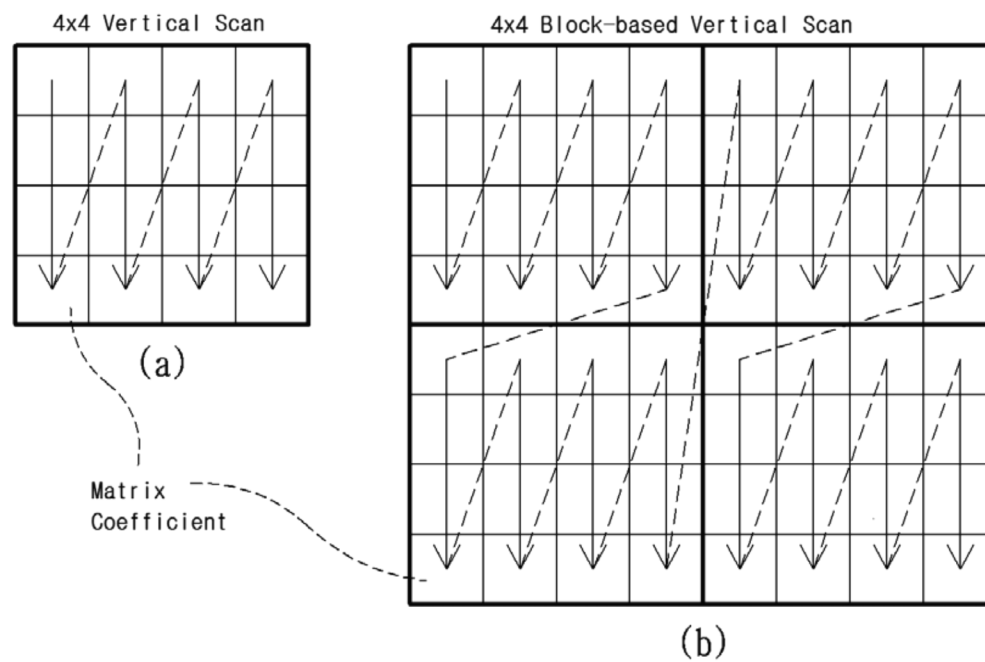 4x4 Vertical Scan
4x4 Block-based Vertical Scan
(a)
Matrix
Coefficient
(b)